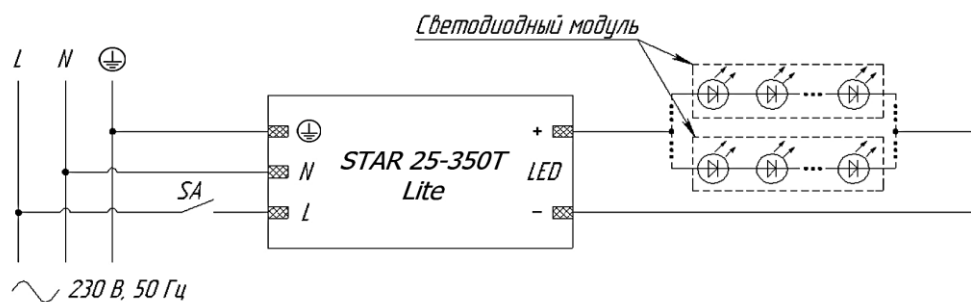 Светодиодный модуль
L N
STAR 25-350T
Lite
N
L
+
LED
−
SA
230 В, 50 Гц